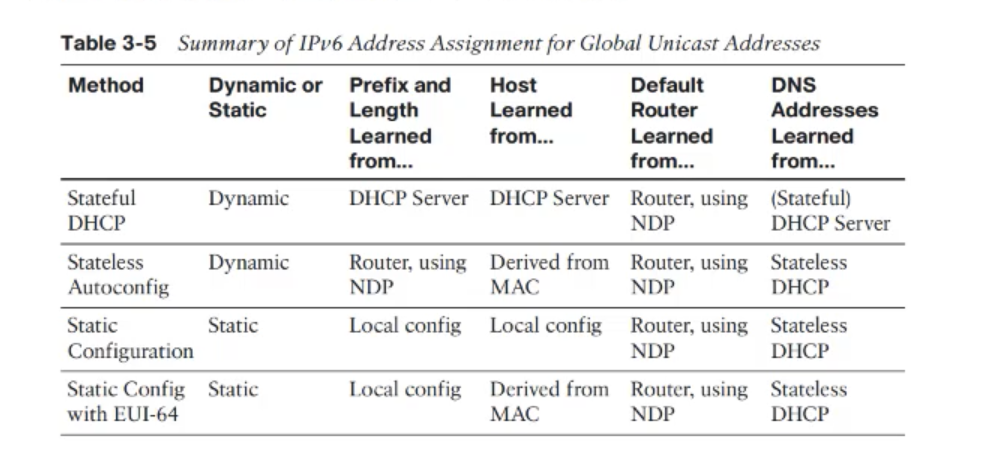 Table 3-5 Summary of IPv6 Address Assignment for Global Unicast Addresses
Method Dynamic or Static Prefix and Length Learned from... Host Learned from... Default Router Learned from... DNS Addresses Learned from...
Stateful DHCP Dynamic DHCP Server DHCP Server Router, using NDP (Stateful) DHCP Server
Stateless Autoconfig Dynamic Router, using NDP Derived from MAC Router, using NDP Stateless DHCP
Static Configuration Static Local config Local config Router, using NDP Stateless DHCP
Static Config with EUI-64 Static Local config Derived from MAC Router, using NDP Stateless DHCP